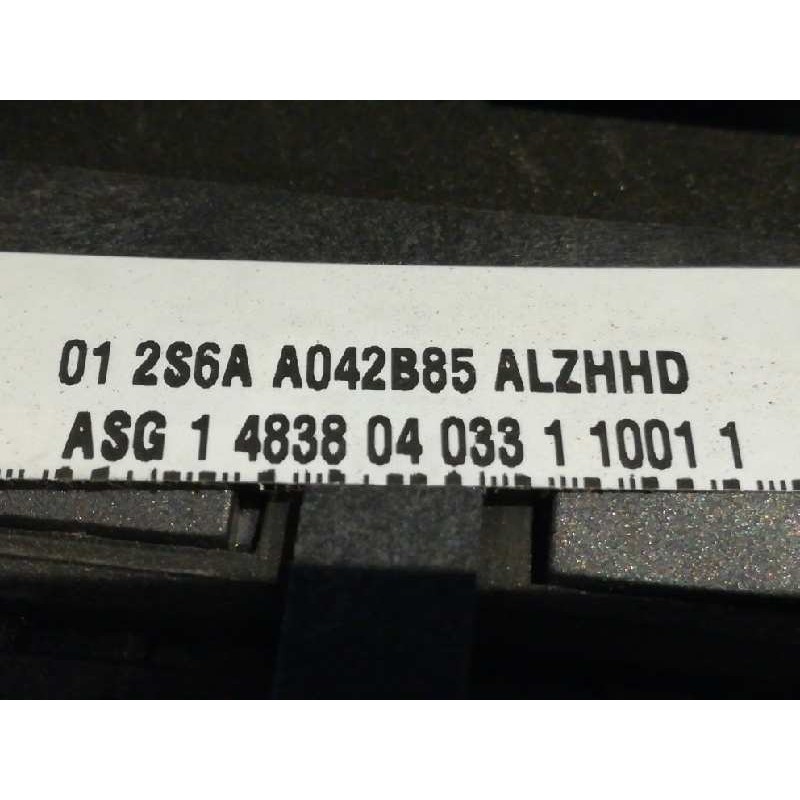 01 2S6A A042B85 ALZHHD
ASG 1 4838 04 033 1 1001 1